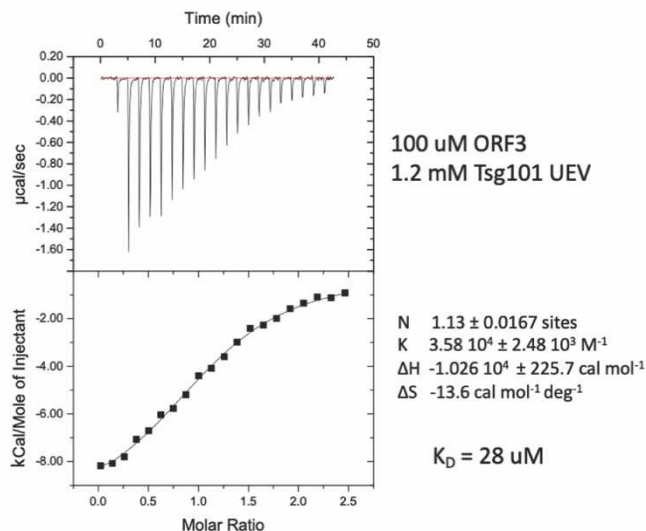 Time (min)
0 10 20 30 40 50
0.20
0.00
-0.20
-0.40
-0.60
-0.80
-1.00
-1.20
-1.40
-1.60
µcal/sec
100 uM ORF3
1.2 mM Tsg101 UEV
-2.00
-4.00
-6.00
-8.00
kCal/Mole of Injectant
0.0 0.5 1.0 1.5 2.0 2.5
Molar Ratio
N 1.13 ± 0.0167 sites
K 3.58 10⁴ ± 2.48 10³ M⁻¹
ΔH -1.026 10⁴ ± 225.7 cal mol⁻¹
ΔS -13.6 cal mol⁻¹ deg⁻¹
K_D = 28 uM